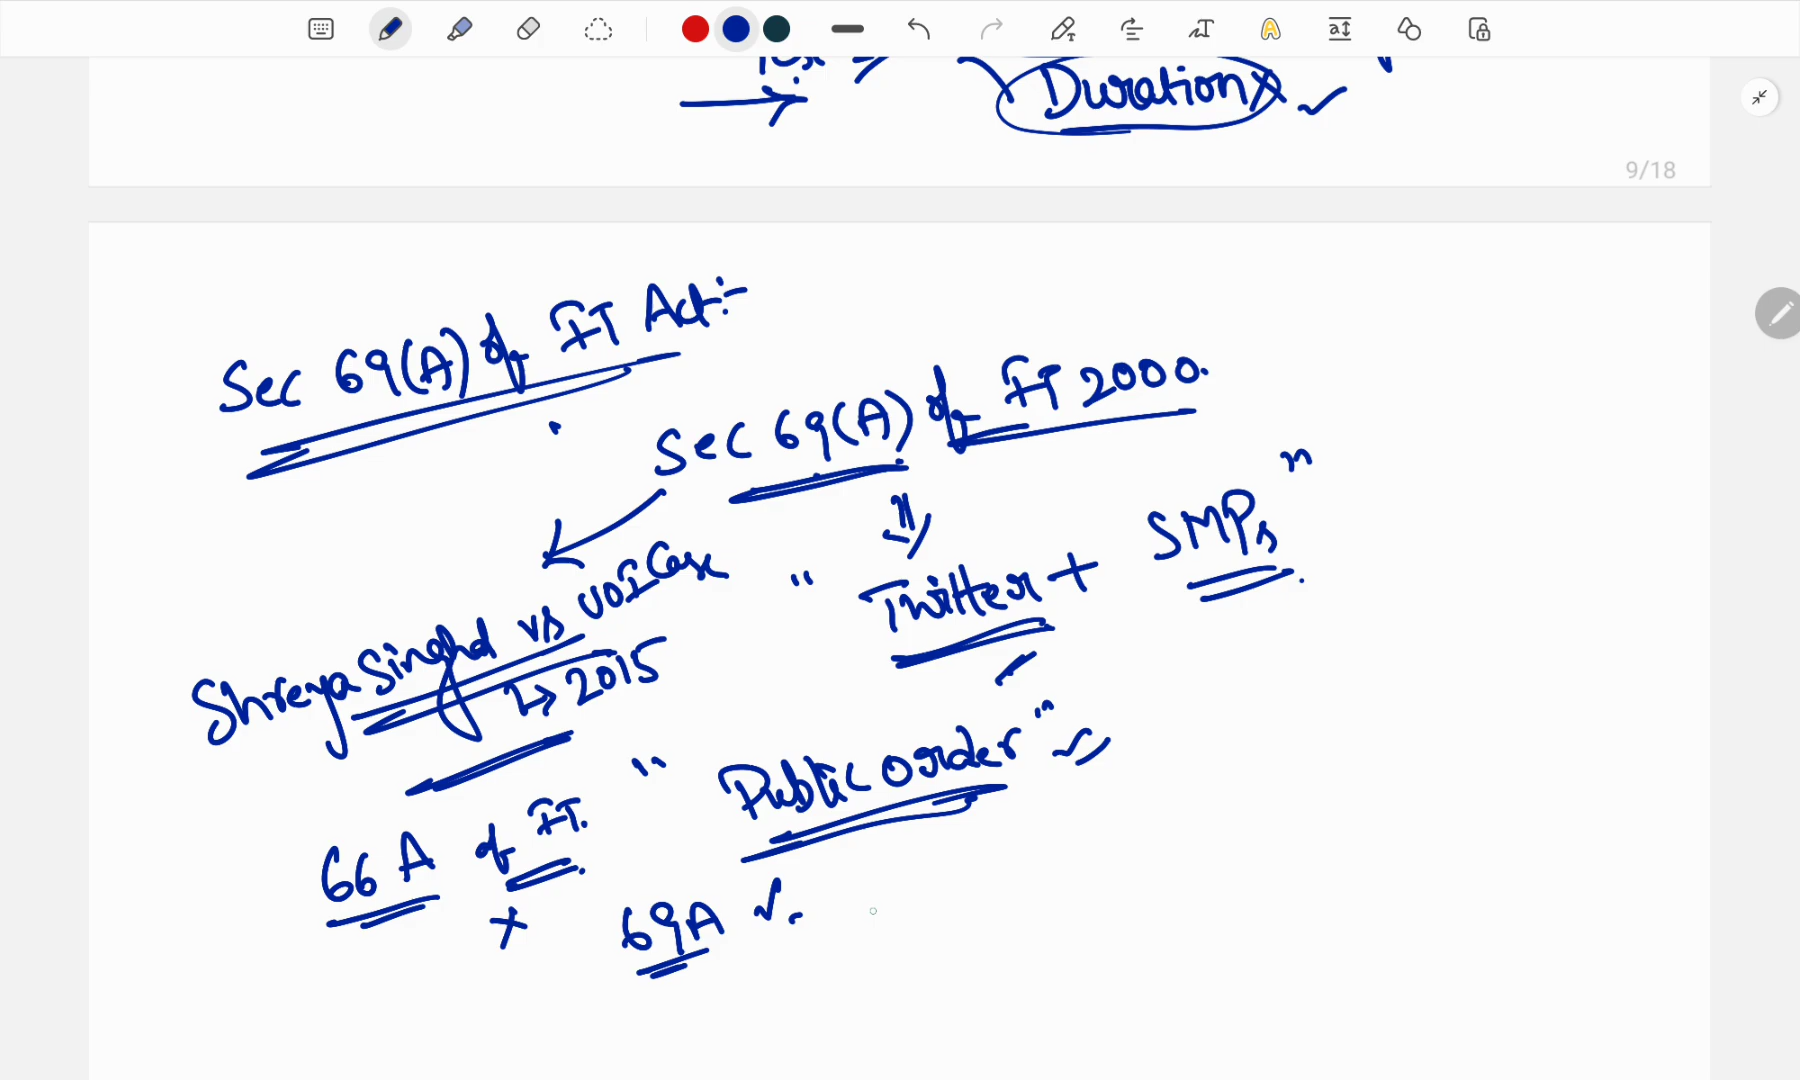 Duration
9/18
Sec 69(A) of IT Act:-
Sec 69(A) of IT 2000.
Shreya Singhal vs UOI Case
→ 2015
" Twitter + SMPs "
" Public order "
66 A of IT.
69A